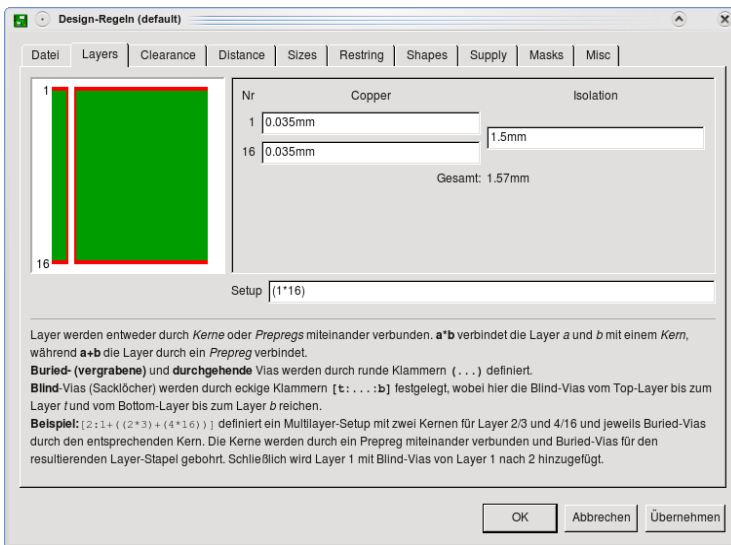 Design-Regeln (default)
Datei Layers Clearance Distance Sizes Restring Shapes Supply Masks Misc
1
16
Nr Copper Isolation
1 0.035mm
1.5mm
16 0.035mm
Gesamt: 1.57mm
Setup (1*16)
Layer werden entweder durch Kerne oder Prepregs miteinander verbunden. a*b verbindet die Layer a und b mit einem Kern,
während a+b die Layer durch ein Prepreg verbindet.
Buried- (vergrabene) und durchgehende Vias werden durch runde Klammern (...) definiert.
Blind-Vias (Sacklöcher) werden durch eckige Klammern [t:...:b] festgelegt, wobei hier die Blind-Vias vom Top-Layer bis zum
Layer t und vom Bottom-Layer bis zum Layer b reichen.
Beispiel: [2:1+((2*3)+(4*16))] definiert ein Multilayer-Setup mit zwei Kernen für Layer 2/3 und 4/16 und jeweils Buried-Vias
durch den entsprechenden Kern. Die Kerne werden durch ein Prepreg miteinander verbunden und Buried-Vias für den
resultierenden Layer-Stapel gebohrt. Schließlich wird Layer 1 mit Blind-Vias von Layer 1 nach 2 hinzugefügt.
OK Abbrechen Übernehmen